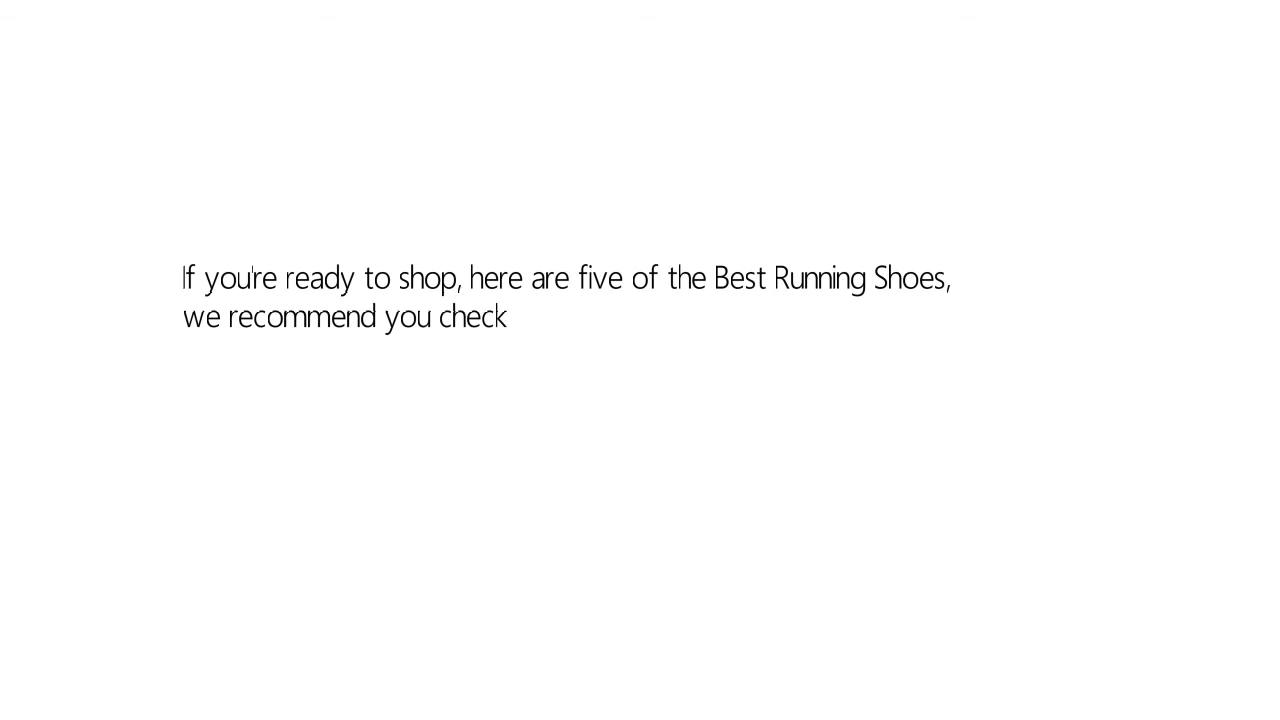 If you're ready to shop, here are five of the Best Running Shoes,
we recommend you check